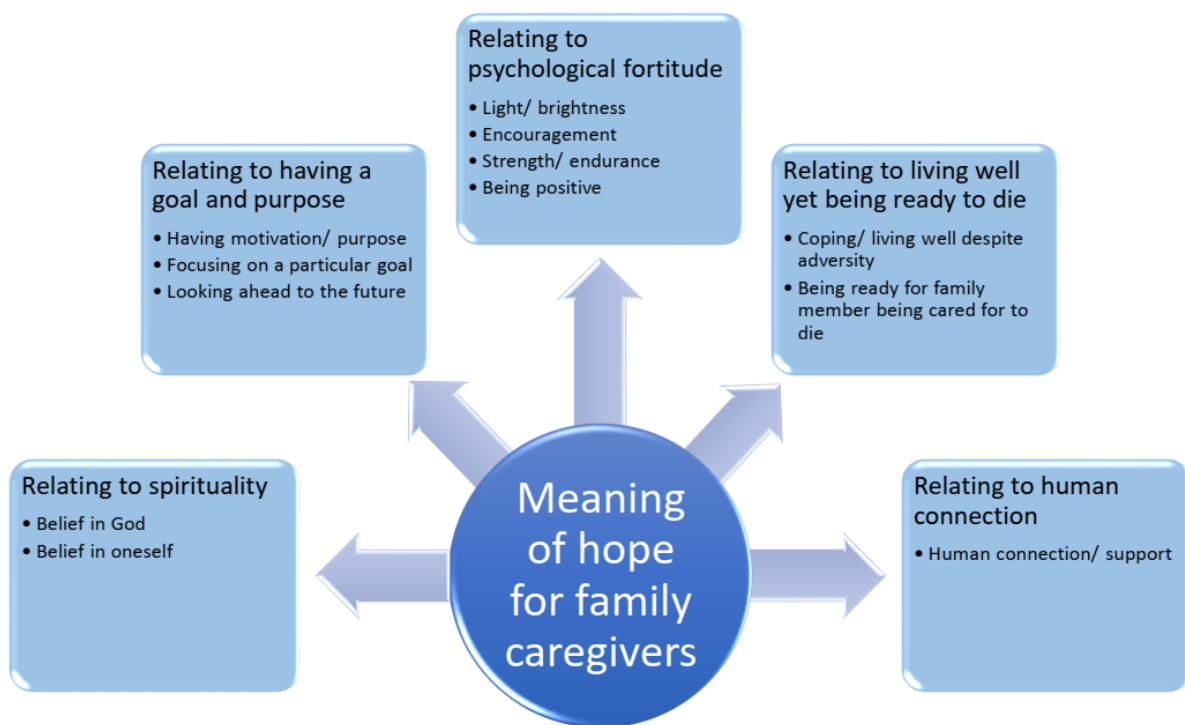 Relating to spirituality
• Belief in God
• Belief in oneself
Relating to having a
goal and purpose
• Having motivation/ purpose
• Focusing on a particular goal
• Looking ahead to the future
Relating to
psychological fortitude
• Light/ brightness
• Encouragement
• Strength/ endurance
• Being positive
Relating to living well
yet being ready to die
• Coping/ living well despite
adversity
• Being ready for family
member being cared for to
die
Relating to human
connection
• Human connection/ support
Meaning
of hope
for family
caregivers